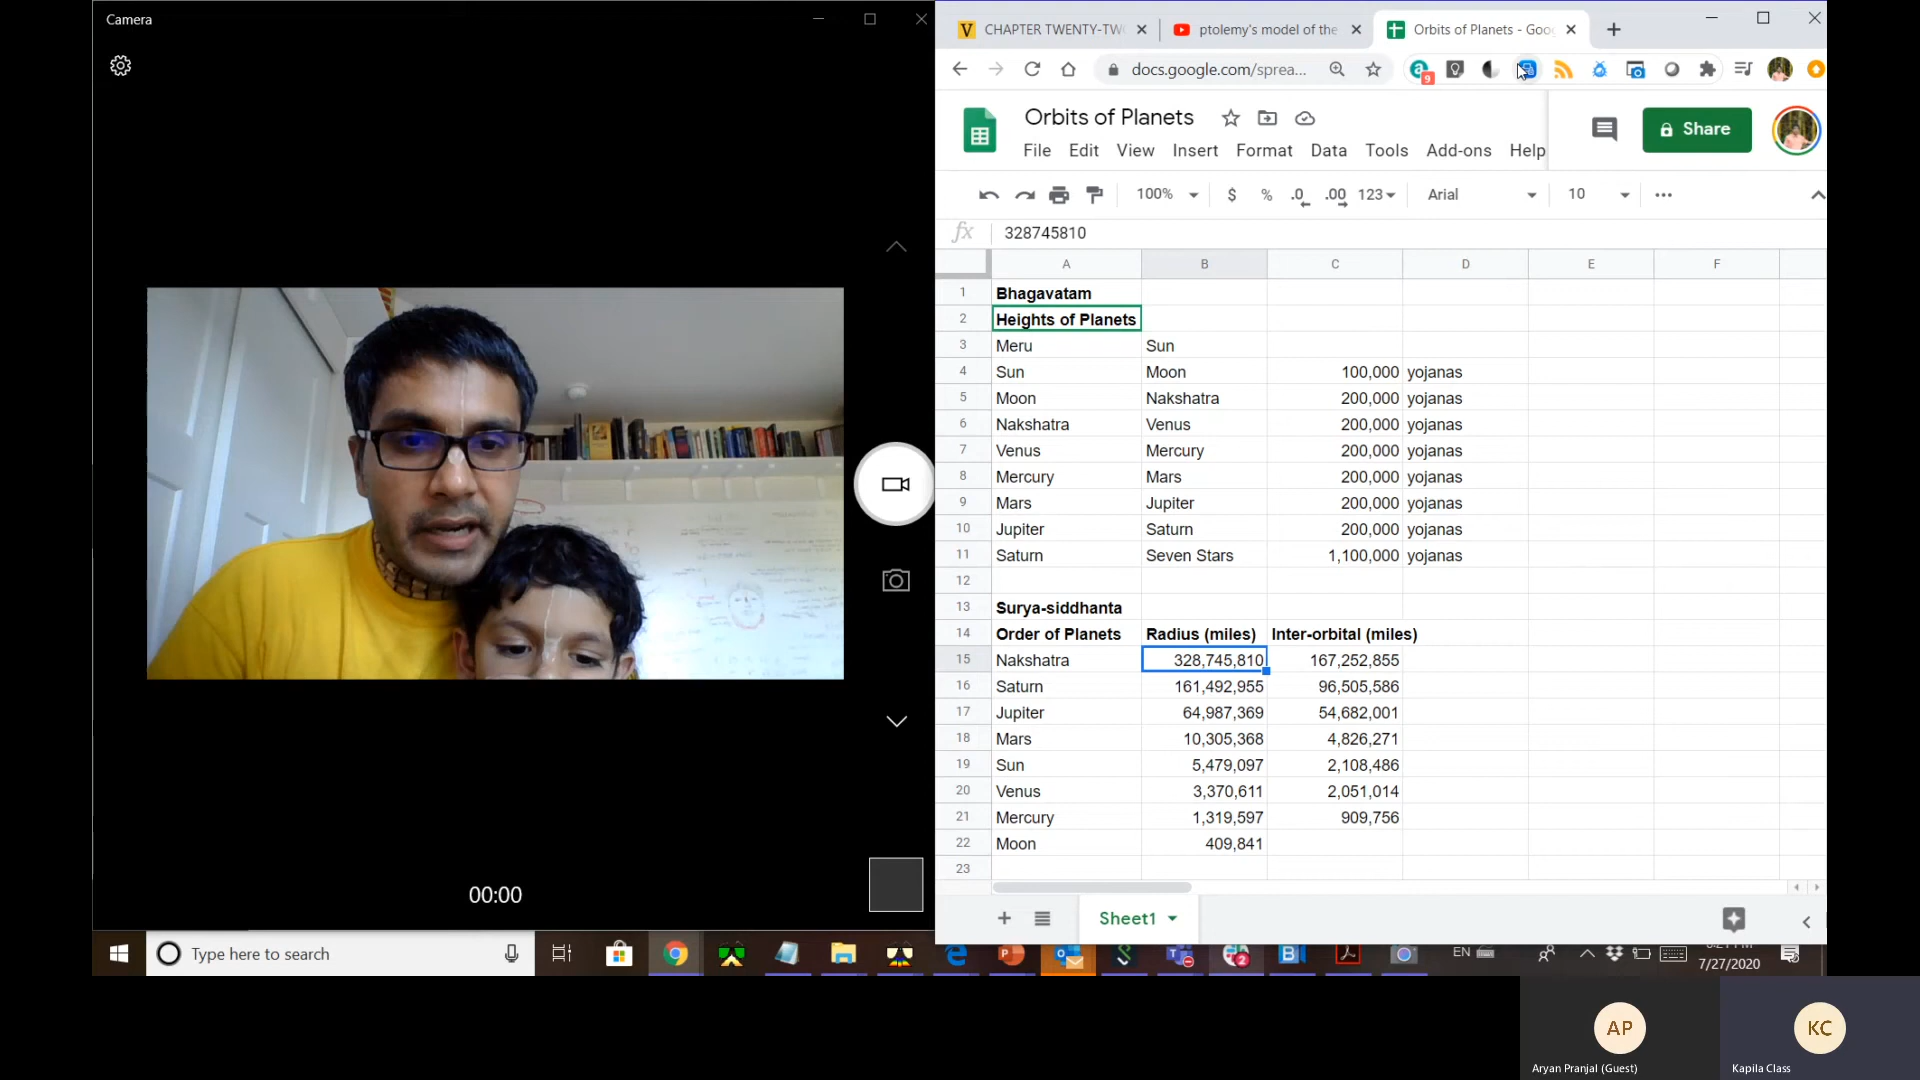 Camera
CHAPTER TWENTY-TW
ptolemy's model of the
Orbits of Planets - Goo
docs.google.com/sprea...
9
Orbits of Planets
File Edit View Insert Format Data Tools Add-ons Help
Share
100% $ % .0 .00 123 Arial 10
fx 328745810
A B C D E F
1 Bhagavatam
2 Heights of Planets
3 Meru Sun
4 Sun Moon 100,000 yojanas
5 Moon Nakshatra 200,000 yojanas
6 Nakshatra Venus 200,000 yojanas
7 Venus Mercury 200,000 yojanas
8 Mercury Mars 200,000 yojanas
9 Mars Jupiter 200,000 yojanas
10 Jupiter Saturn 200,000 yojanas
11 Saturn Seven Stars 1,100,000 yojanas
12
13 Surya-siddhanta
14 Order of Planets Radius (miles) Inter-orbital (miles)
15 Nakshatra 328,745,810 167,252,855
16 Saturn 161,492,955 96,505,586
17 Jupiter 64,987,369 54,682,001
18 Mars 10,305,368 4,826,271
19 Sun 5,479,097 2,108,486
20 Venus 3,370,611 2,051,014
21 Mercury 1,319,597 909,756
22 Moon 409,841
23
Sheet1
00:00
Type here to search
EN
7/27/2020
AP
KC
Aryan Pranjal (Guest)
Kapila Class